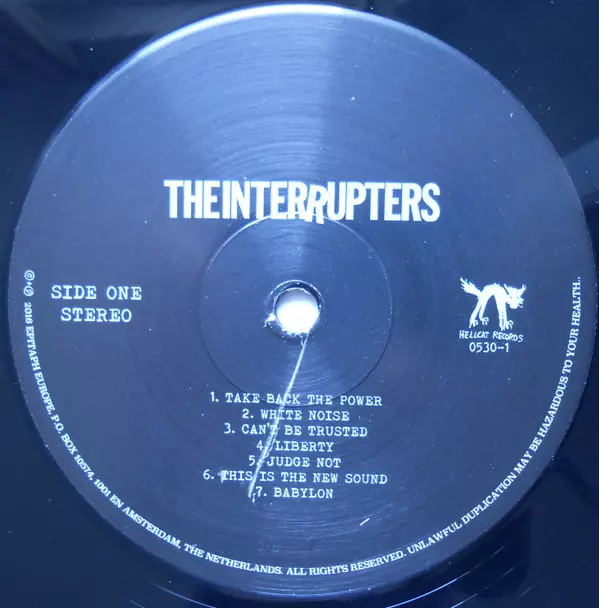 THE INTERRUPTERS
SIDE ONE
STEREO
HELLCAT RECORDS
0530-1
1. TAKE BACK THE POWER
2. WHITE NOISE
3. CAN'T BE TRUSTED
4. LIBERTY
5. JUDGE NOT
6. THIS IS THE NEW SOUND
7. BABYLON
©+℗ 2016 EPITAPH EUROPE, P.O. BOX 10574, 1001 EN AMSTERDAM, THE NETHERLANDS. ALL RIGHTS RESERVED. UNLAWFUL DUPLICATION MAY BE HAZARDOUS TO YOUR HEALTH..